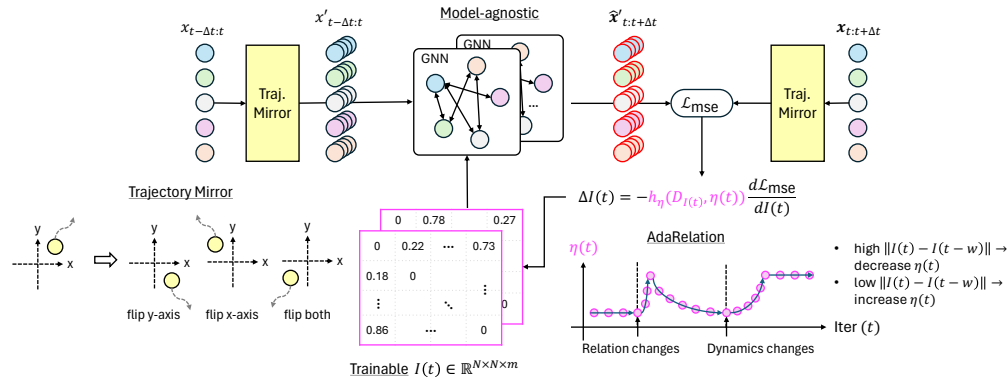 Model-agnostic
x_{t−Δt:t}
x′_{t−Δt:t}
x̂′_{t:t+Δt}
x_{t:t+Δt}
GNN
GNN
...
Traj.
Mirror
ℒ_mse
Traj.
Mirror
Trajectory Mirror
y
x
y
x
y
x
y
x
flip y-axis
flip x-axis
flip both
0 0.78 0.27
0
0 0.22 ⋯ 0.73
0.18 0
⋮ ⋱ ⋮
0.86 ⋯ 0
Trainable I(t) ∈ ℝ^{N×N×m}
ΔI(t) = −h_η(D_{I(t)}, η(t)) dℒ_mse/dI(t)
AdaRelation
η(t)
Iter (t)
Relation changes
Dynamics changes
• high ‖I(t) − I(t − w)‖ →
decrease η(t)
• low ‖I(t) − I(t − w)‖ →
increase η(t)